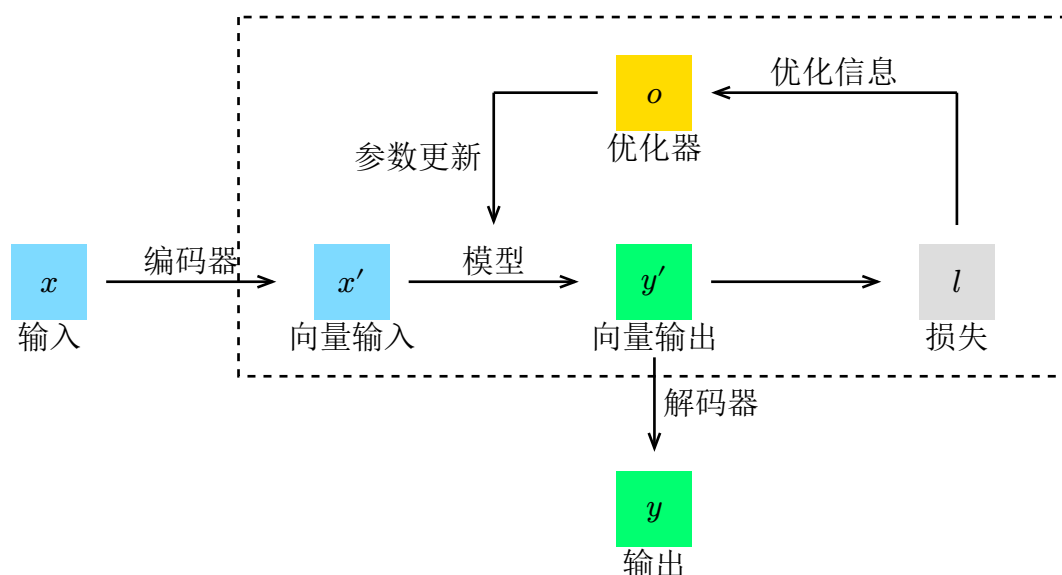 o
优化器
优化信息
参数更新
x
输入
编码器
x′
向量输入
模型
y′
向量输出
l
损失
解码器
y
输出